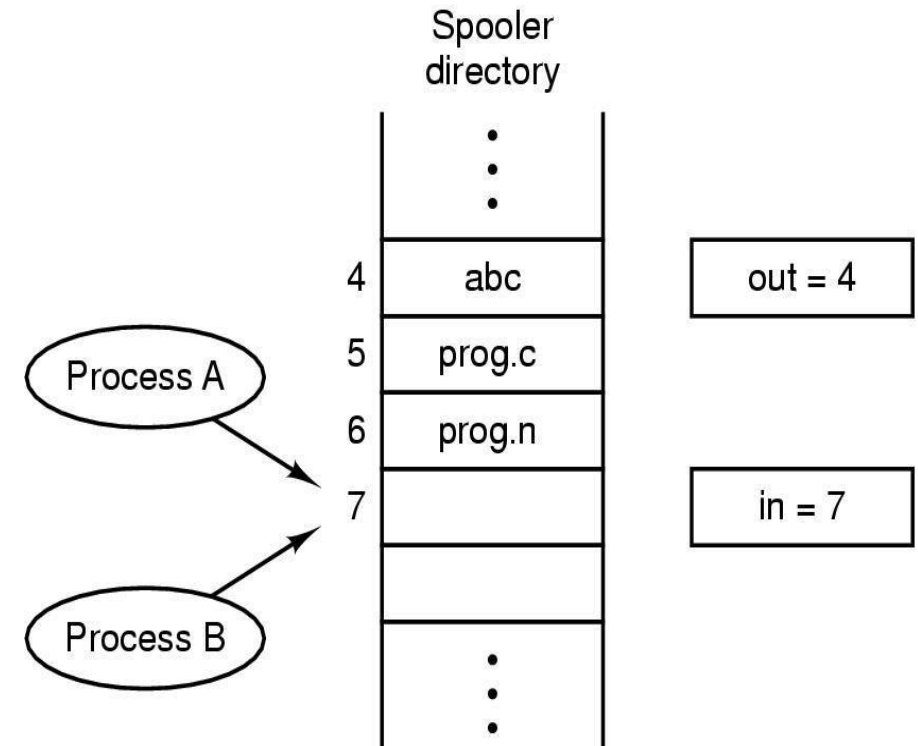 Spooler
directory
4
abc
out = 4
5
prog.c
Process A
6
prog.n
7
in = 7
Process B